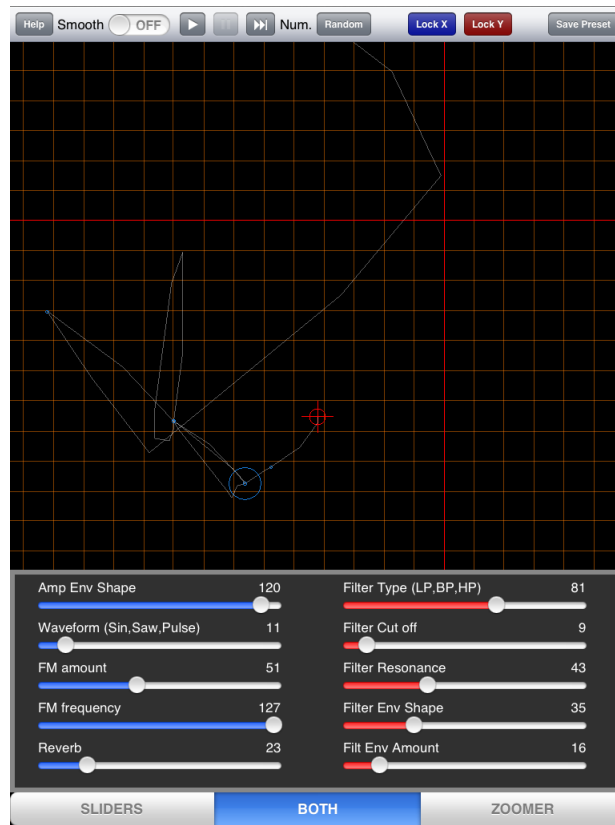 Help Smooth OFF Num. Random Lock X Lock Y Save Preset
Amp Env Shape 120 Filter Type (LP,BP,HP) 81
Waveform (Sin,Saw,Pulse) 11 Filter Cut off 9
FM amount 51 Filter Resonance 43
FM frequency 127 Filter Env Shape 35
Reverb 23 Filt Env Amount 16
SLIDERS BOTH ZOOMER